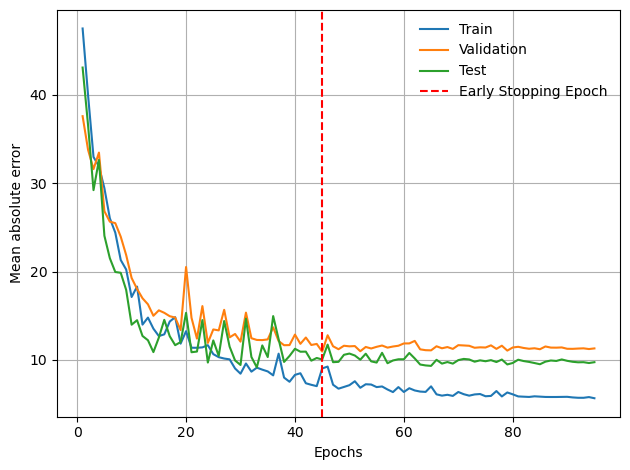 Train
Validation
Test
Early Stopping Epoch
Mean absolute error
40
30
20
10
0
20
40
60
80
Epochs